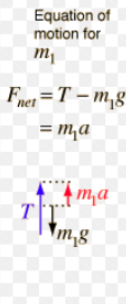 Equation of
motion for
m₁
Fₙₑₜ = T − m₁g
= m₁a
m₁a
T
m₁g